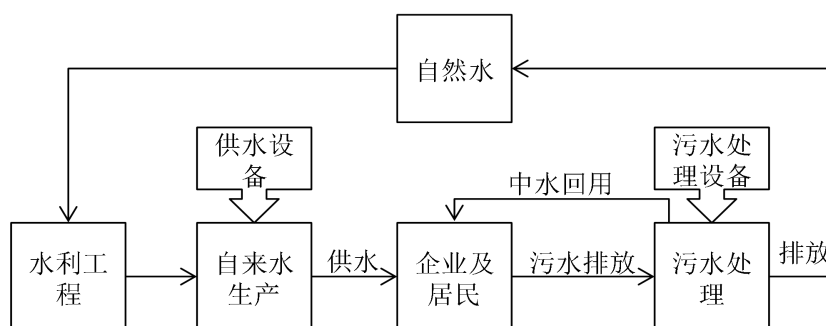 自然水
供水设
备
污水处
理设备
中水回用
水利工
程
自来水
生产
供水
企业及
居民
污水排放
污水处
理
排放